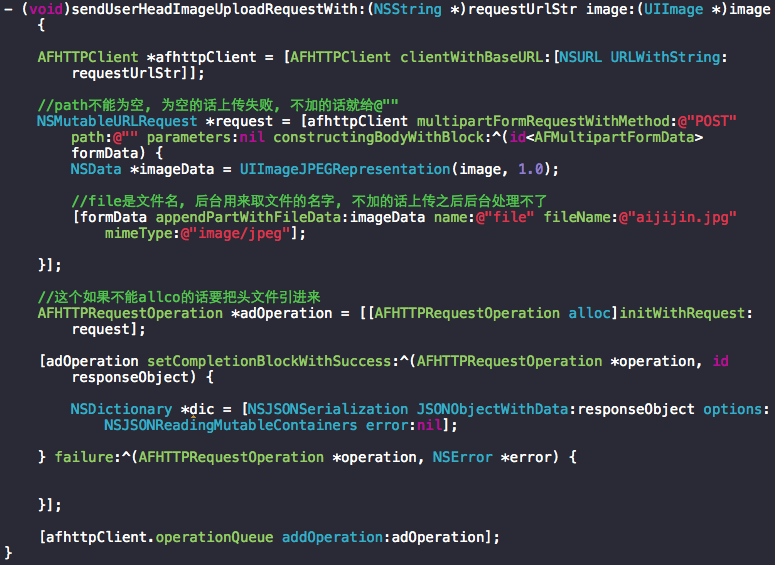 - (void)sendUserHeadImageUploadRequestWith:(NSString *)requestUrlStr image:(UIImage *)image
{
AFHTTPClient *afhttpClient = [AFHTTPClient clientWithBaseURL:[NSURL URLWithString:
requestUrlStr]];
//path不能为空, 为空的话上传失败, 不加的话就给@""
NSMutableURLRequest *request = [afhttpClient multipartFormRequestWithMethod:@"POST"
path:@"" parameters:nil constructingBodyWithBlock:^(id<AFMultipartFormData>
formData) {
NSData *imageData = UIImageJPEGRepresentation(image, 1.0);
//file是文件名, 后台用来取文件的名字, 不加的话上传之后后台处理不了
[formData appendPartWithFileData:imageData name:@"file" fileName:@"aijijin.jpg"
mimeType:@"image/jpeg"];
}];
//这个如果不能allco的话要把头文件引进来
AFHTTPRequestOperation *adOperation = [[AFHTTPRequestOperation alloc]initWithRequest:
request];
[adOperation setCompletionBlockWithSuccess:^(AFHTTPRequestOperation *operation, id
responseObject) {
NSDictionary *dic = [NSJSONSerialization JSONObjectWithData:responseObject options:
NSJSONReadingMutableContainers error:nil];
} failure:^(AFHTTPRequestOperation *operation, NSError *error) {
}];
[afhttpClient.operationQueue addOperation:adOperation];
}